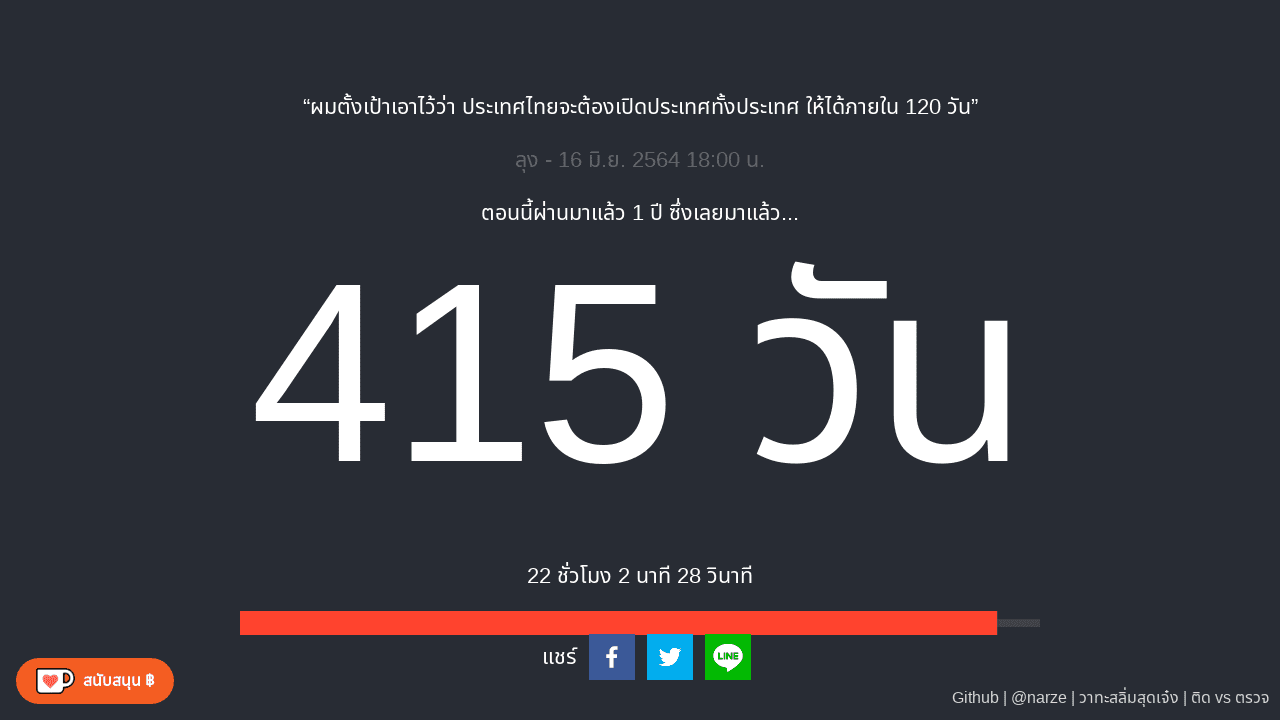 “ผมตั้งเป้าเอาไว้ว่า ประเทศไทยจะต้องเปิดประเทศทั้งประเทศ ให้ได้ภายใน 120 วัน”
ลุง - 16 มิ.ย. 2564 18:00 น.
ตอนนี้ผ่านมาแล้ว 1 ปี ซึ่งเลยมาแล้ว...
415 วัน
22 ชั่วโมง 2 นาที 28 วินาที
แชร์
LINE
สนับสนุน ฿
Github | @narze | วาทะสลิ่มสุดเจ๋ง | ติด vs ตรวจ